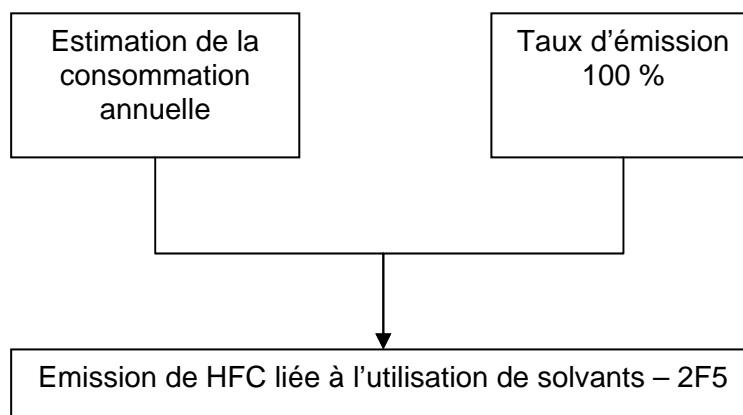 Estimation de la
consommation
annuelle
Taux d’émission
100 %
Emission de HFC liée à l’utilisation de solvants – 2F5